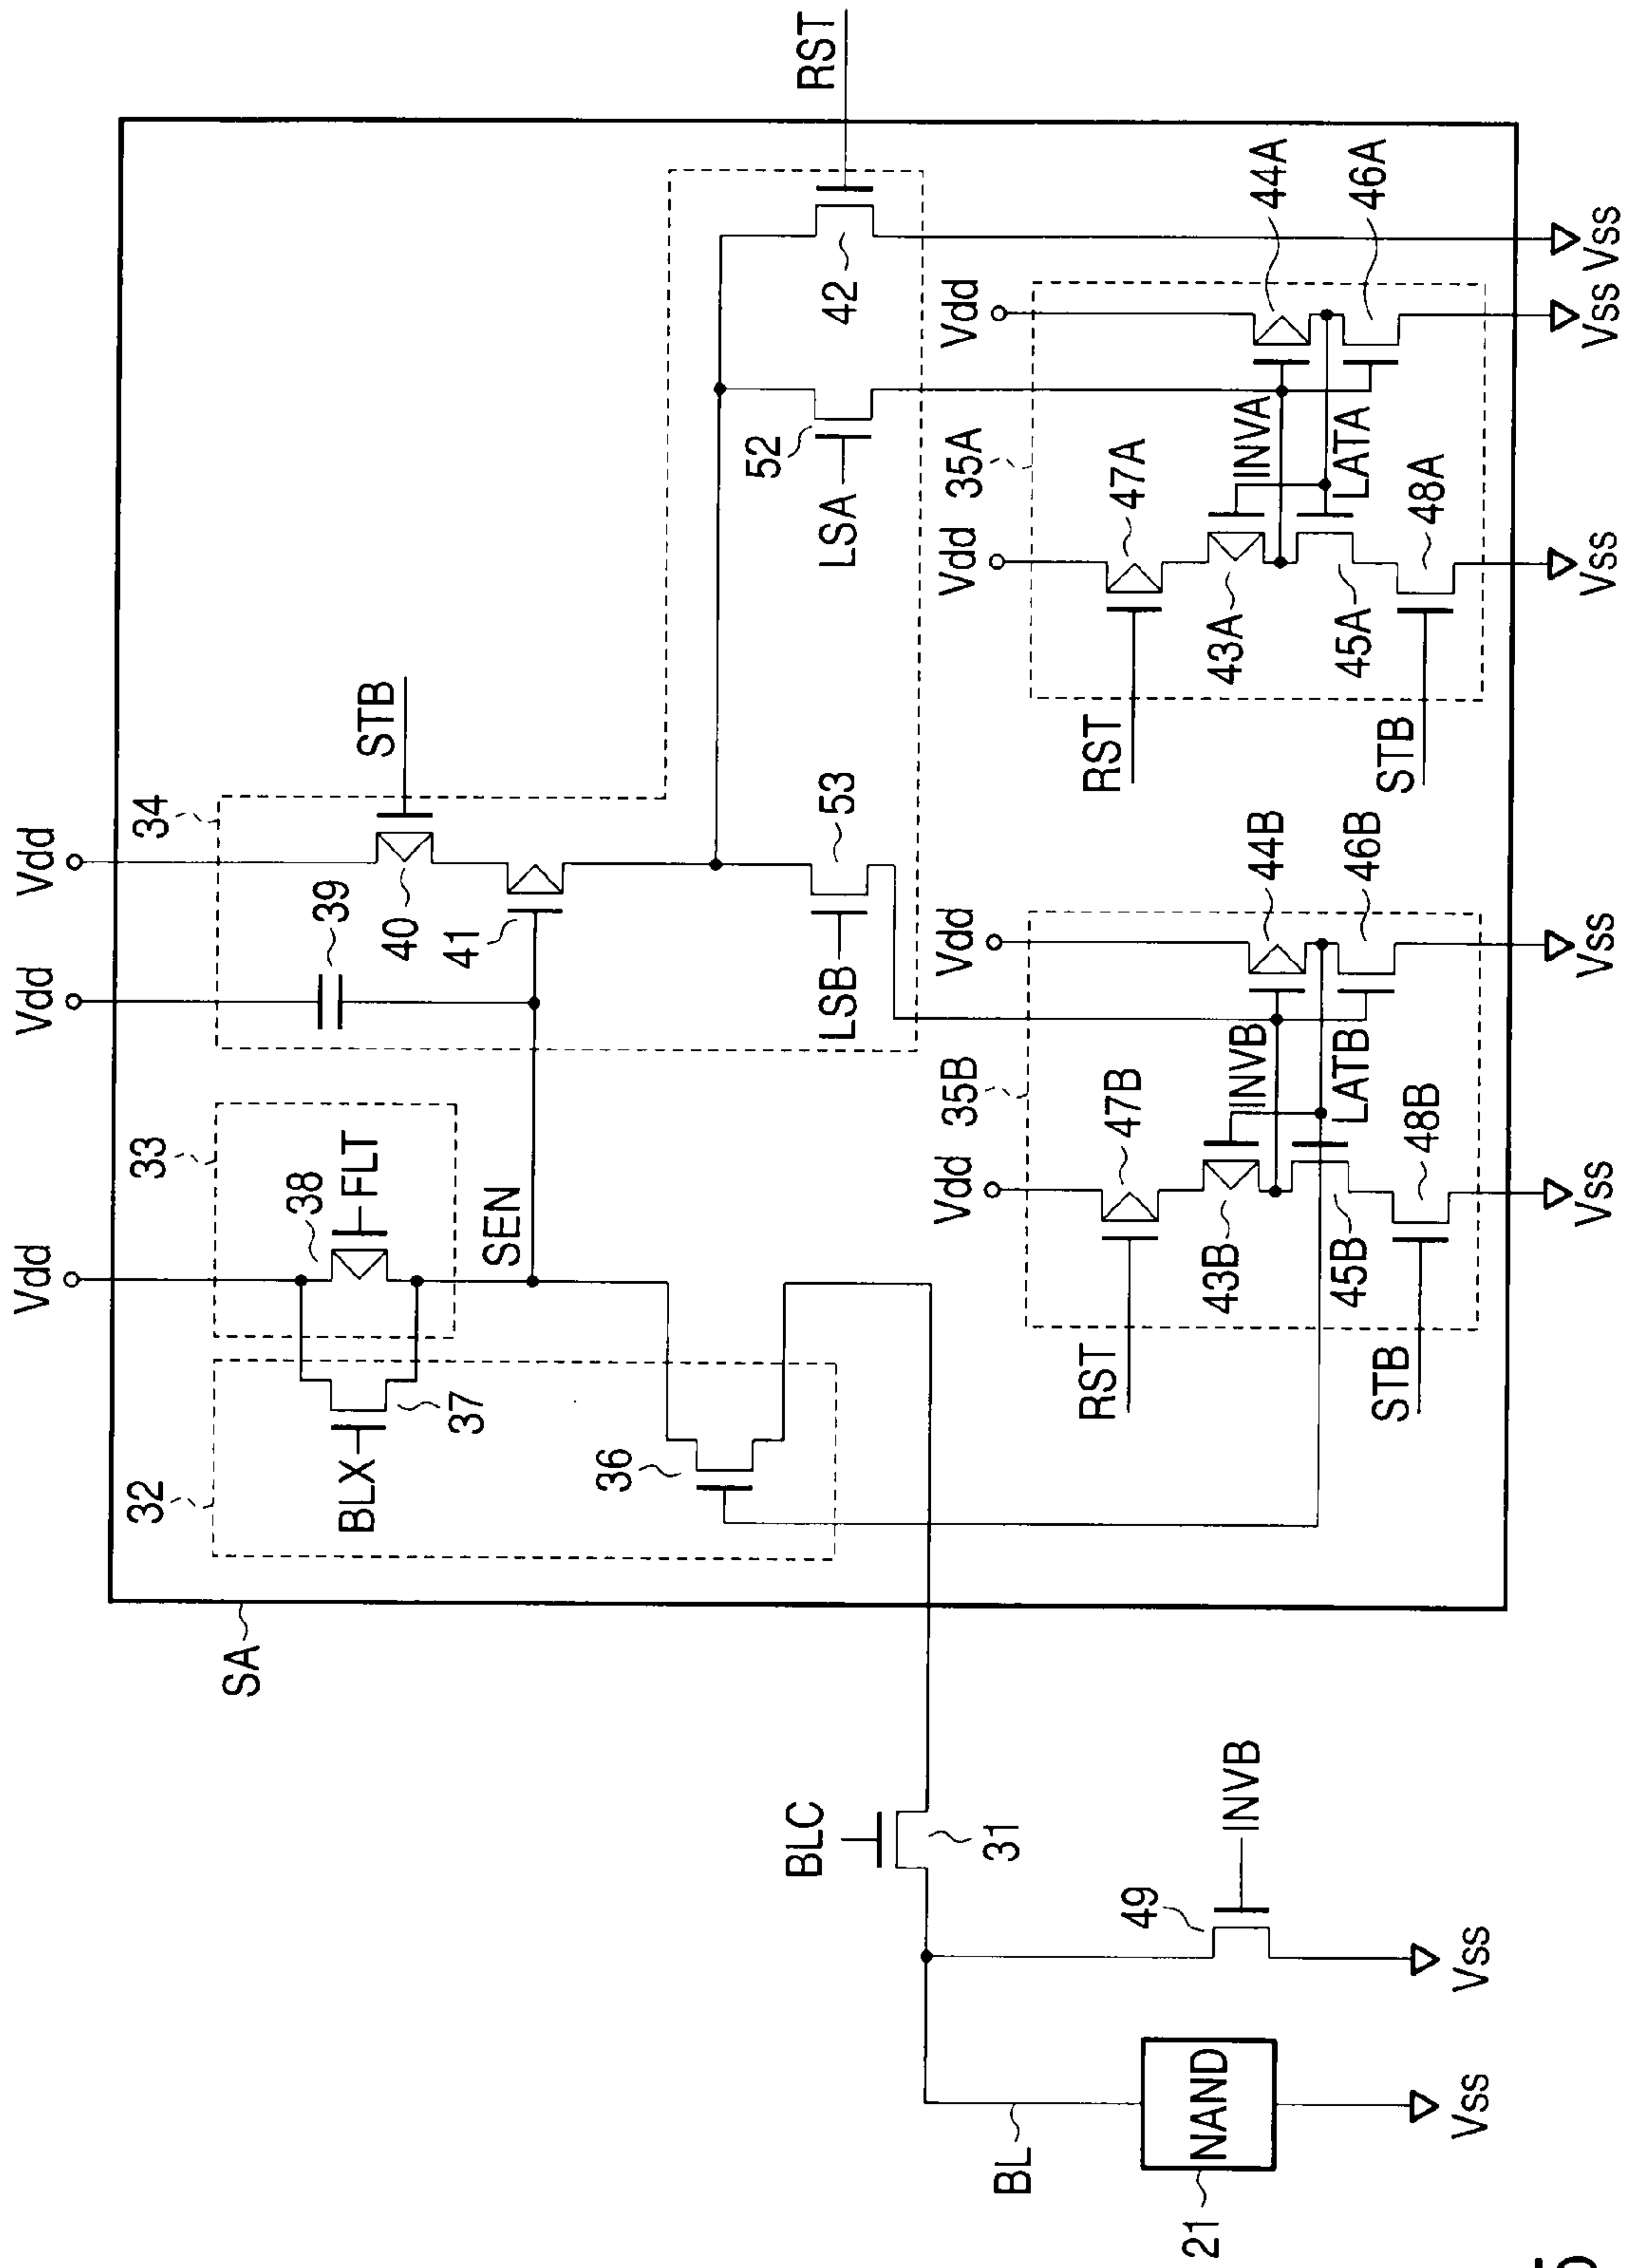 Vdd
Vdd
Vdd
32
33
34
BLX
37
38
FLT
39
40
STB
36
SEN
41
SA
BLC
31
LSB
53
LSA
52
42
RST
BL
49
INVB
Vdd
35B
Vdd
Vdd
35A
Vdd
RST
47B
INVB
44B
RST
47A
INVA
44A
43B
45B
LATB
46B
43A
45A
LATA
46A
STB
48B
STB
48A
21
NAND
Vss
Vss
Vss
Vss
Vss
Vss
Vss